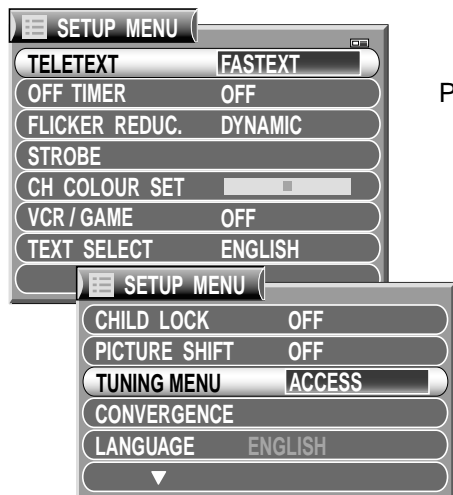 SETUP MENU
TELETEXT FASTEXT
OFF TIMER OFF
FLICKER REDUC. DYNAMIC
STROBE
CH COLOUR SET
VCR / GAME OFF
TEXT SELECT ENGLISH
SETUP MENU
CHILD LOCK OFF
PICTURE SHIFT OFF
TUNING MENU ACCESS
CONVERGENCE
LANGUAGE ENGLISH
P